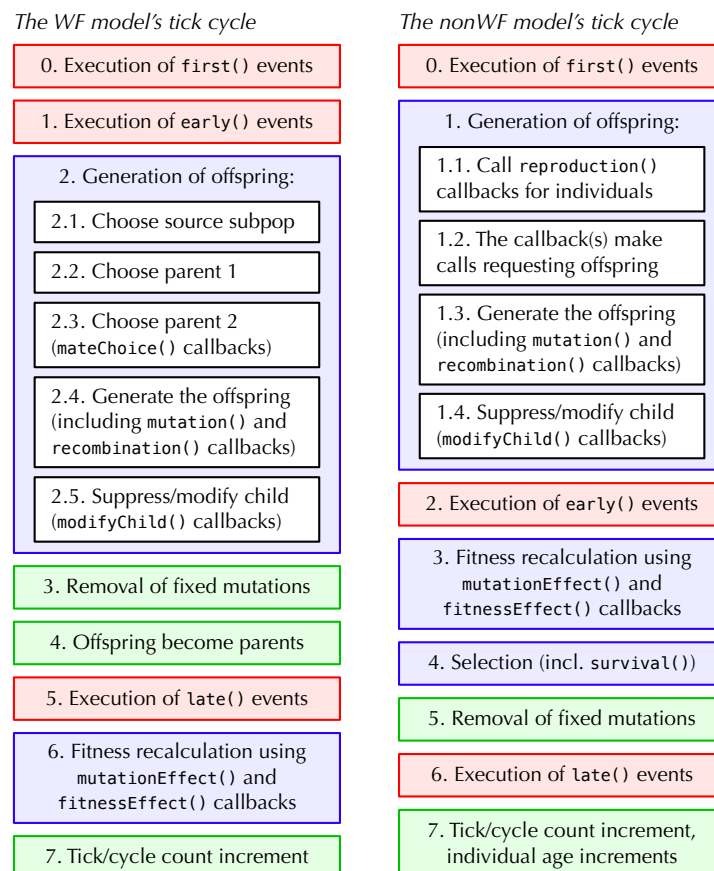 The WF model's tick cycle
0. Execution of first() events
1. Execution of early() events
2. Generation of offspring:
2.1. Choose source subpop
2.2. Choose parent 1
2.3. Choose parent 2
(mateChoice() callbacks)
2.4. Generate the offspring
(including mutation() and
recombination() callbacks)
2.5. Suppress/modify child
(modifyChild() callbacks)
3. Removal of fixed mutations
4. Offspring become parents
5. Execution of late() events
6. Fitness recalculation using
mutationEffect() and
fitnessEffect() callbacks
7. Tick/cycle count increment
The nonWF model's tick cycle
0. Execution of first() events
1. Generation of offspring:
1.1. Call reproduction()
callbacks for individuals
1.2. The callback(s) make
calls requesting offspring
1.3. Generate the offspring
(including mutation() and
recombination() callbacks)
1.4. Suppress/modify child
(modifyChild() callbacks)
2. Execution of early() events
3. Fitness recalculation using
mutationEffect() and
fitnessEffect() callbacks
4. Selection (incl. survival())
5. Removal of fixed mutations
6. Execution of late() events
7. Tick/cycle count increment,
individual age increments